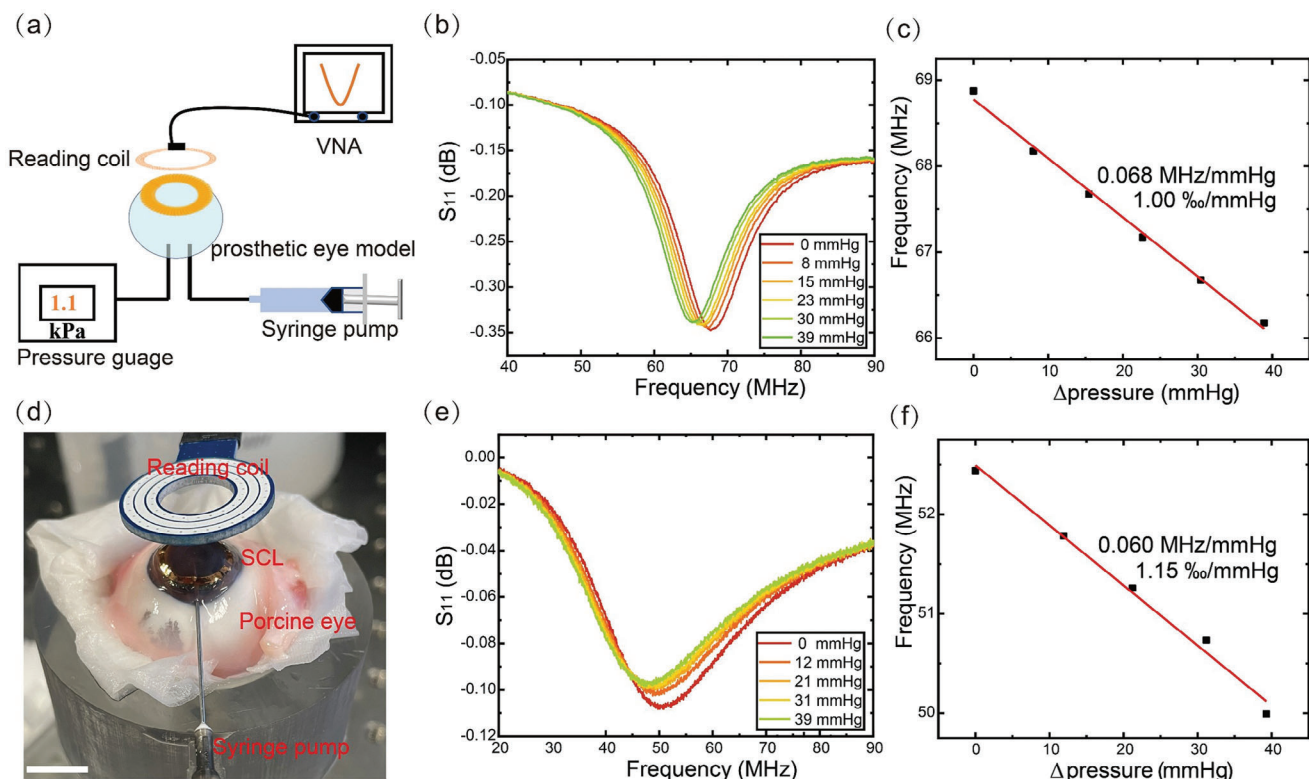 (a)
VNA
Reading coil
prosthetic eye model
1.1
kPa
Pressure guage
Syringe pump
(b)
-0.05
-0.10
-0.15
-0.20
-0.25
-0.30
-0.35
S11 (dB)
40 50 60 70 80 90
Frequency (MHz)
0 mmHg
8 mmHg
15 mmHg
23 mmHg
30 mmHg
39 mmHg
(c)
69
68
67
66
Frequency (MHz)
0.068 MHz/mmHg
1.00 ‰/mmHg
0 10 20 30 40
Δpressure (mmHg)
(d)
Reading coil
SCL
Porcine eye
Syringe pump
(e)
0.00
-0.02
-0.04
-0.06
-0.08
-0.10
-0.12
S11 (dB)
20 30 40 50 60 70 80 90
Frequency (MHz)
0 mmHg
12 mmHg
21 mmHg
31 mmHg
39 mmHg
(f)
52
51
50
Frequency (MHz)
0.060 MHz/mmHg
1.15 ‰/mmHg
0 10 20 30 40
Δpressure (mmHg)